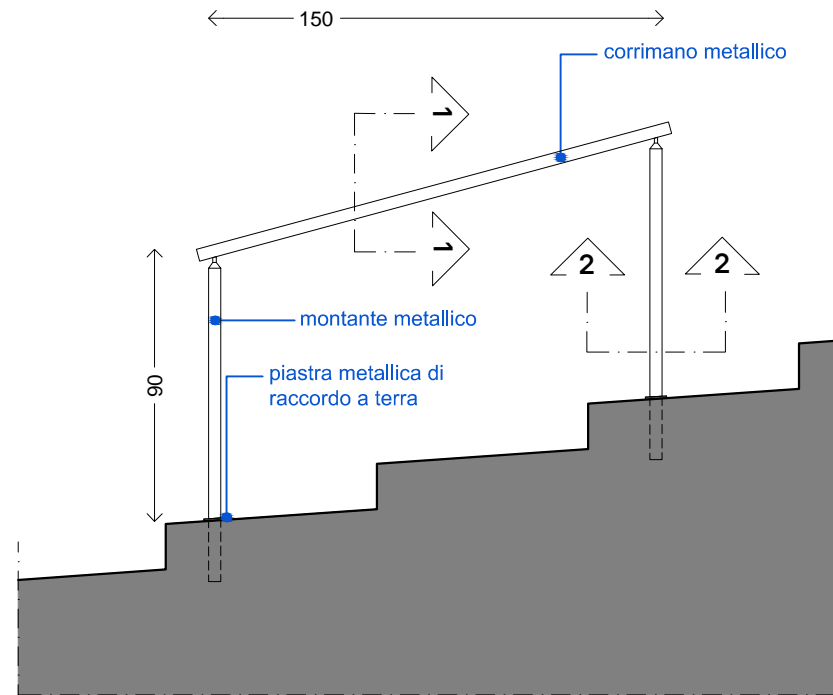 150
corrimano metallico
1
1
2
2
montante metallico
90
piastra metallica di
raccordo a terra